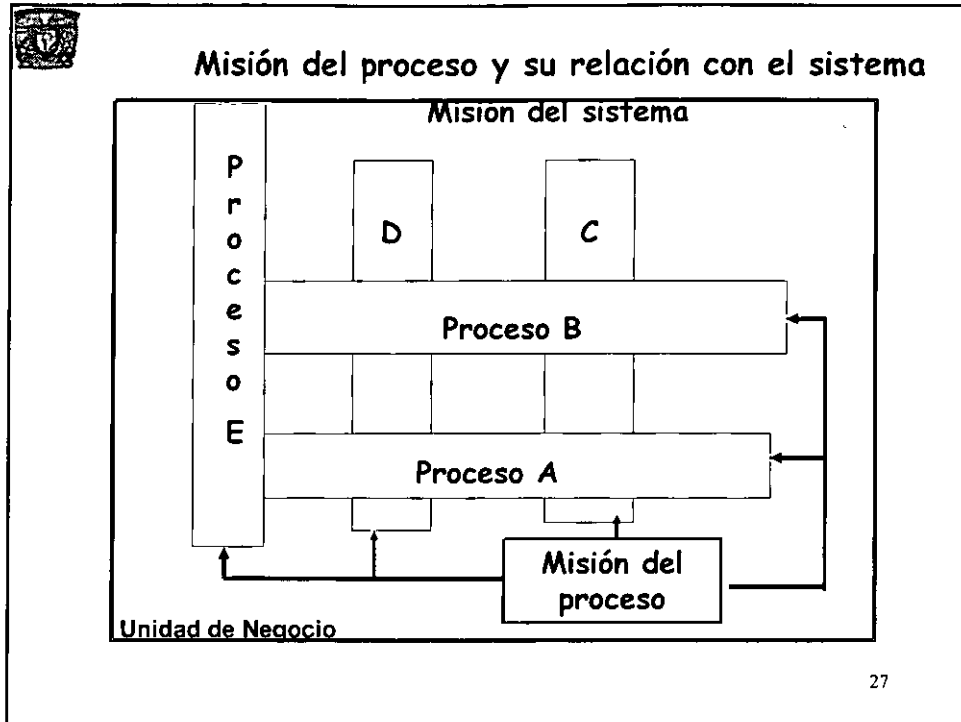 Misión del proceso y su relación con el sistema
Misión del sistema
Proceso E
D
C
Proceso B
Proceso A
Misión del
proceso
Unidad de Negocio
27